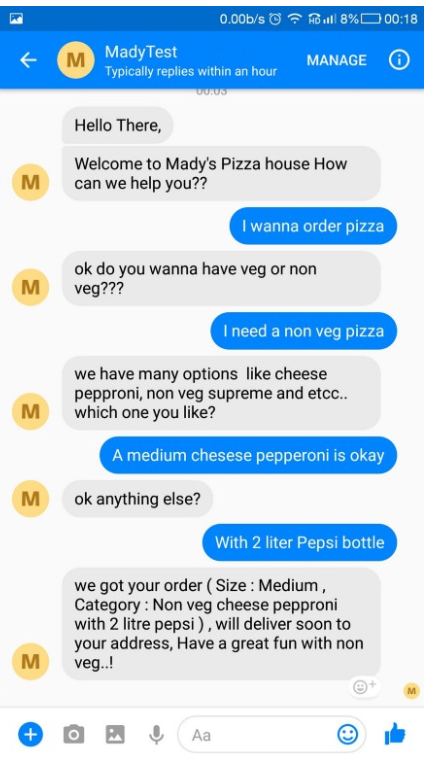 0.00b/s 8% 00:18
MadyTest
Typically replies within an hour
MANAGE
00:03
Hello There,
M
Welcome to Mady's Pizza house How
can we help you??
I wanna order pizza
M
ok do you wanna have veg or non
veg???
I need a non veg pizza
M
we have many options like cheese
pepproni, non veg supreme and etcc..
which one you like?
A medium chesese pepperoni is okay
M
ok anything else?
With 2 liter Pepsi bottle
M
we got your order ( Size : Medium ,
Category : Non veg cheese pepproni
with 2 litre pepsi ) , will deliver soon to
your address, Have a great fun with non
veg..!
M
Aa